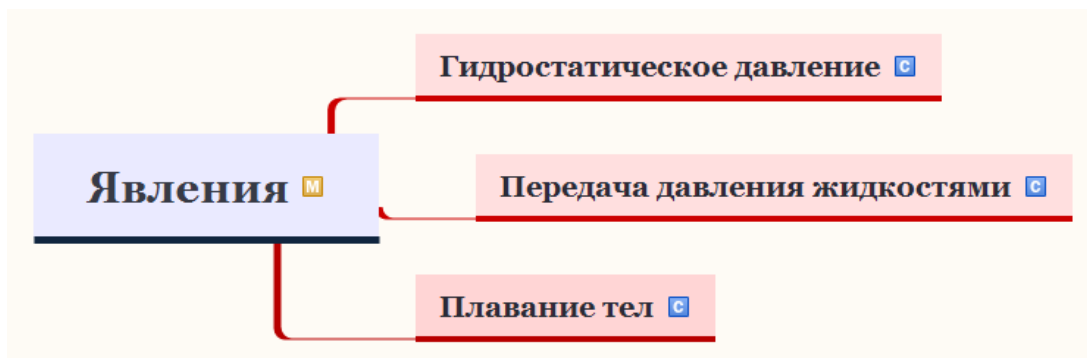 Гидростатическое давление C
Явления M
Передача давления жидкостями C
Плавание тел C